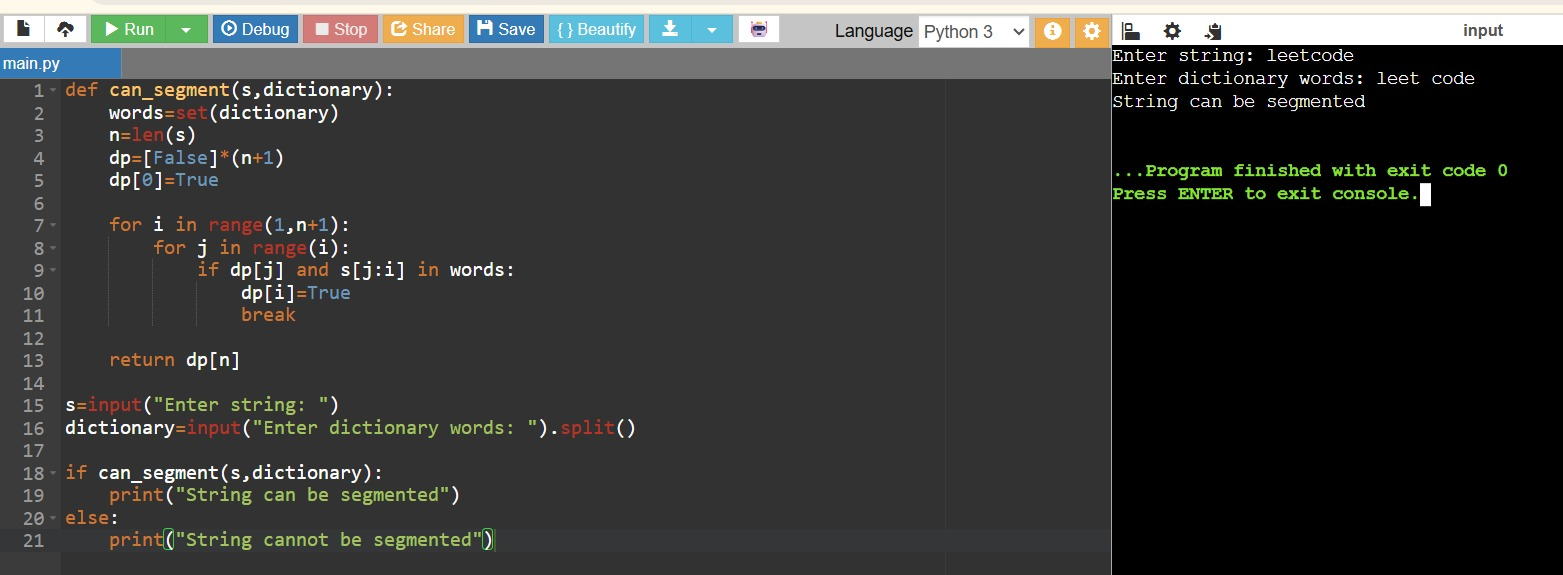 Run Debug Stop Share Save { } Beautify Language Python 3
main.py
1 def can_segment(s,dictionary):
2     words=set(dictionary)
3     n=len(s)
4     dp=[False]*(n+1)
5     dp[0]=True
6
7     for i in range(1,n+1):
8         for j in range(i):
9             if dp[j] and s[j:i] in words:
10                 dp[i]=True
11                 break
12
13     return dp[n]
14
15 s=input("Enter string: ")
16 dictionary=input("Enter dictionary words: ").split()
17
18 if can_segment(s,dictionary):
19     print("String can be segmented")
20 else:
21     print("String cannot be segmented")
input
Enter string: leetcode
Enter dictionary words: leet code
String can be segmented
...Program finished with exit code 0
Press ENTER to exit console.